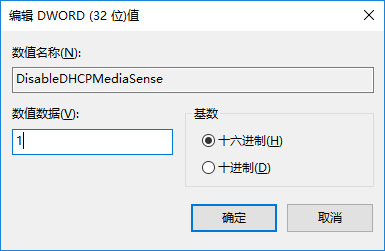 编辑 DWORD (32 位)值
数值名称(N):
DisableDHCPMediaSense
数值数据(V):
1
基数
十六进制(H)
十进制(D)
确定
取消